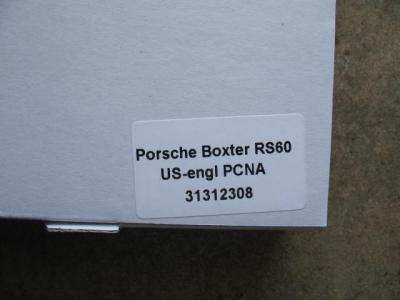 Porsche Boxter RS60
US-engl PCNA
31312308